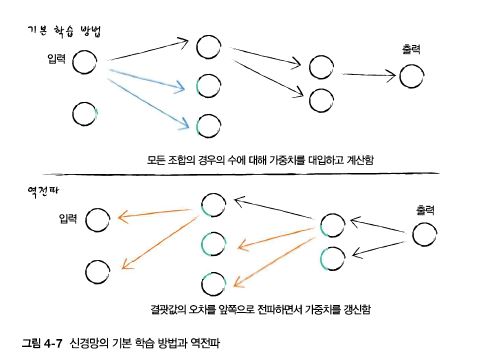 기본 학습 방법
입력
출력
모든 조합의 경우의 수에 대해 가중치를 대입하고 계산함
역전파
입력
출력
결괏값의 오차를 앞쪽으로 전파하면서 가중치를 갱신함
그림 4-7 신경망의 기본 학습 방법과 역전파